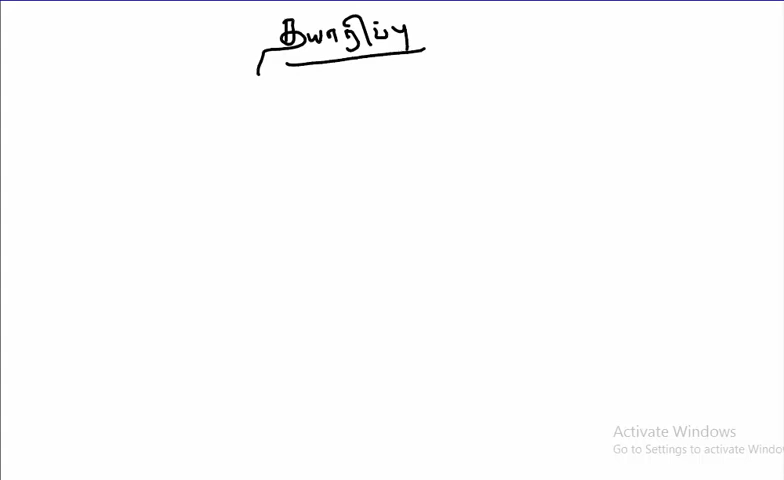 தயாரிப்பு
Activate Windows
Go to Settings to activate Windo